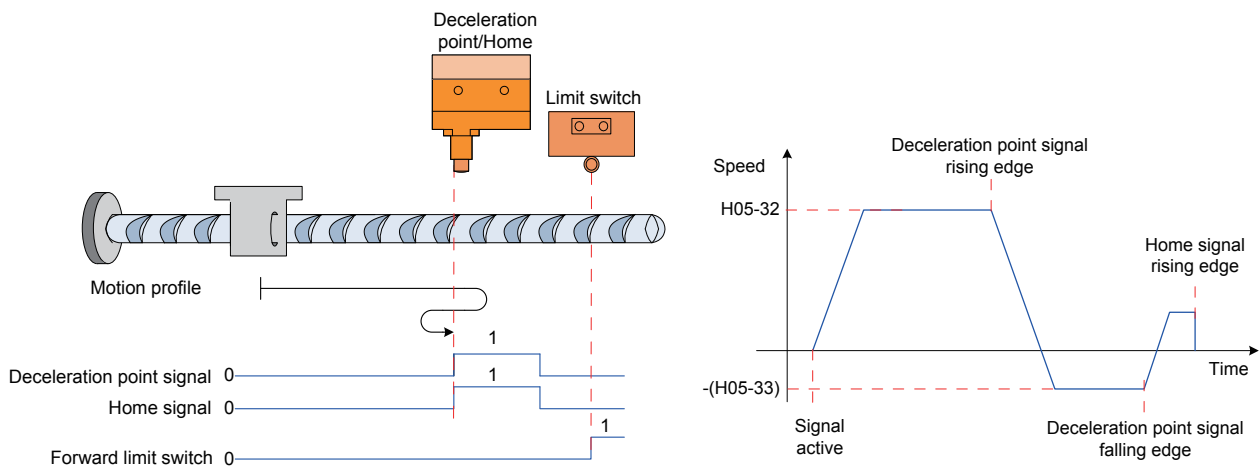 Deceleration
point/Home
Limit switch
Motion profile
1
Deceleration point signal 0
1
Home signal 0
1
Forward limit switch 0
Speed
Deceleration point signal
rising edge
H05-32
Home signal
rising edge
Time
-(H05-33)
Signal
active
Deceleration point signal
falling edge